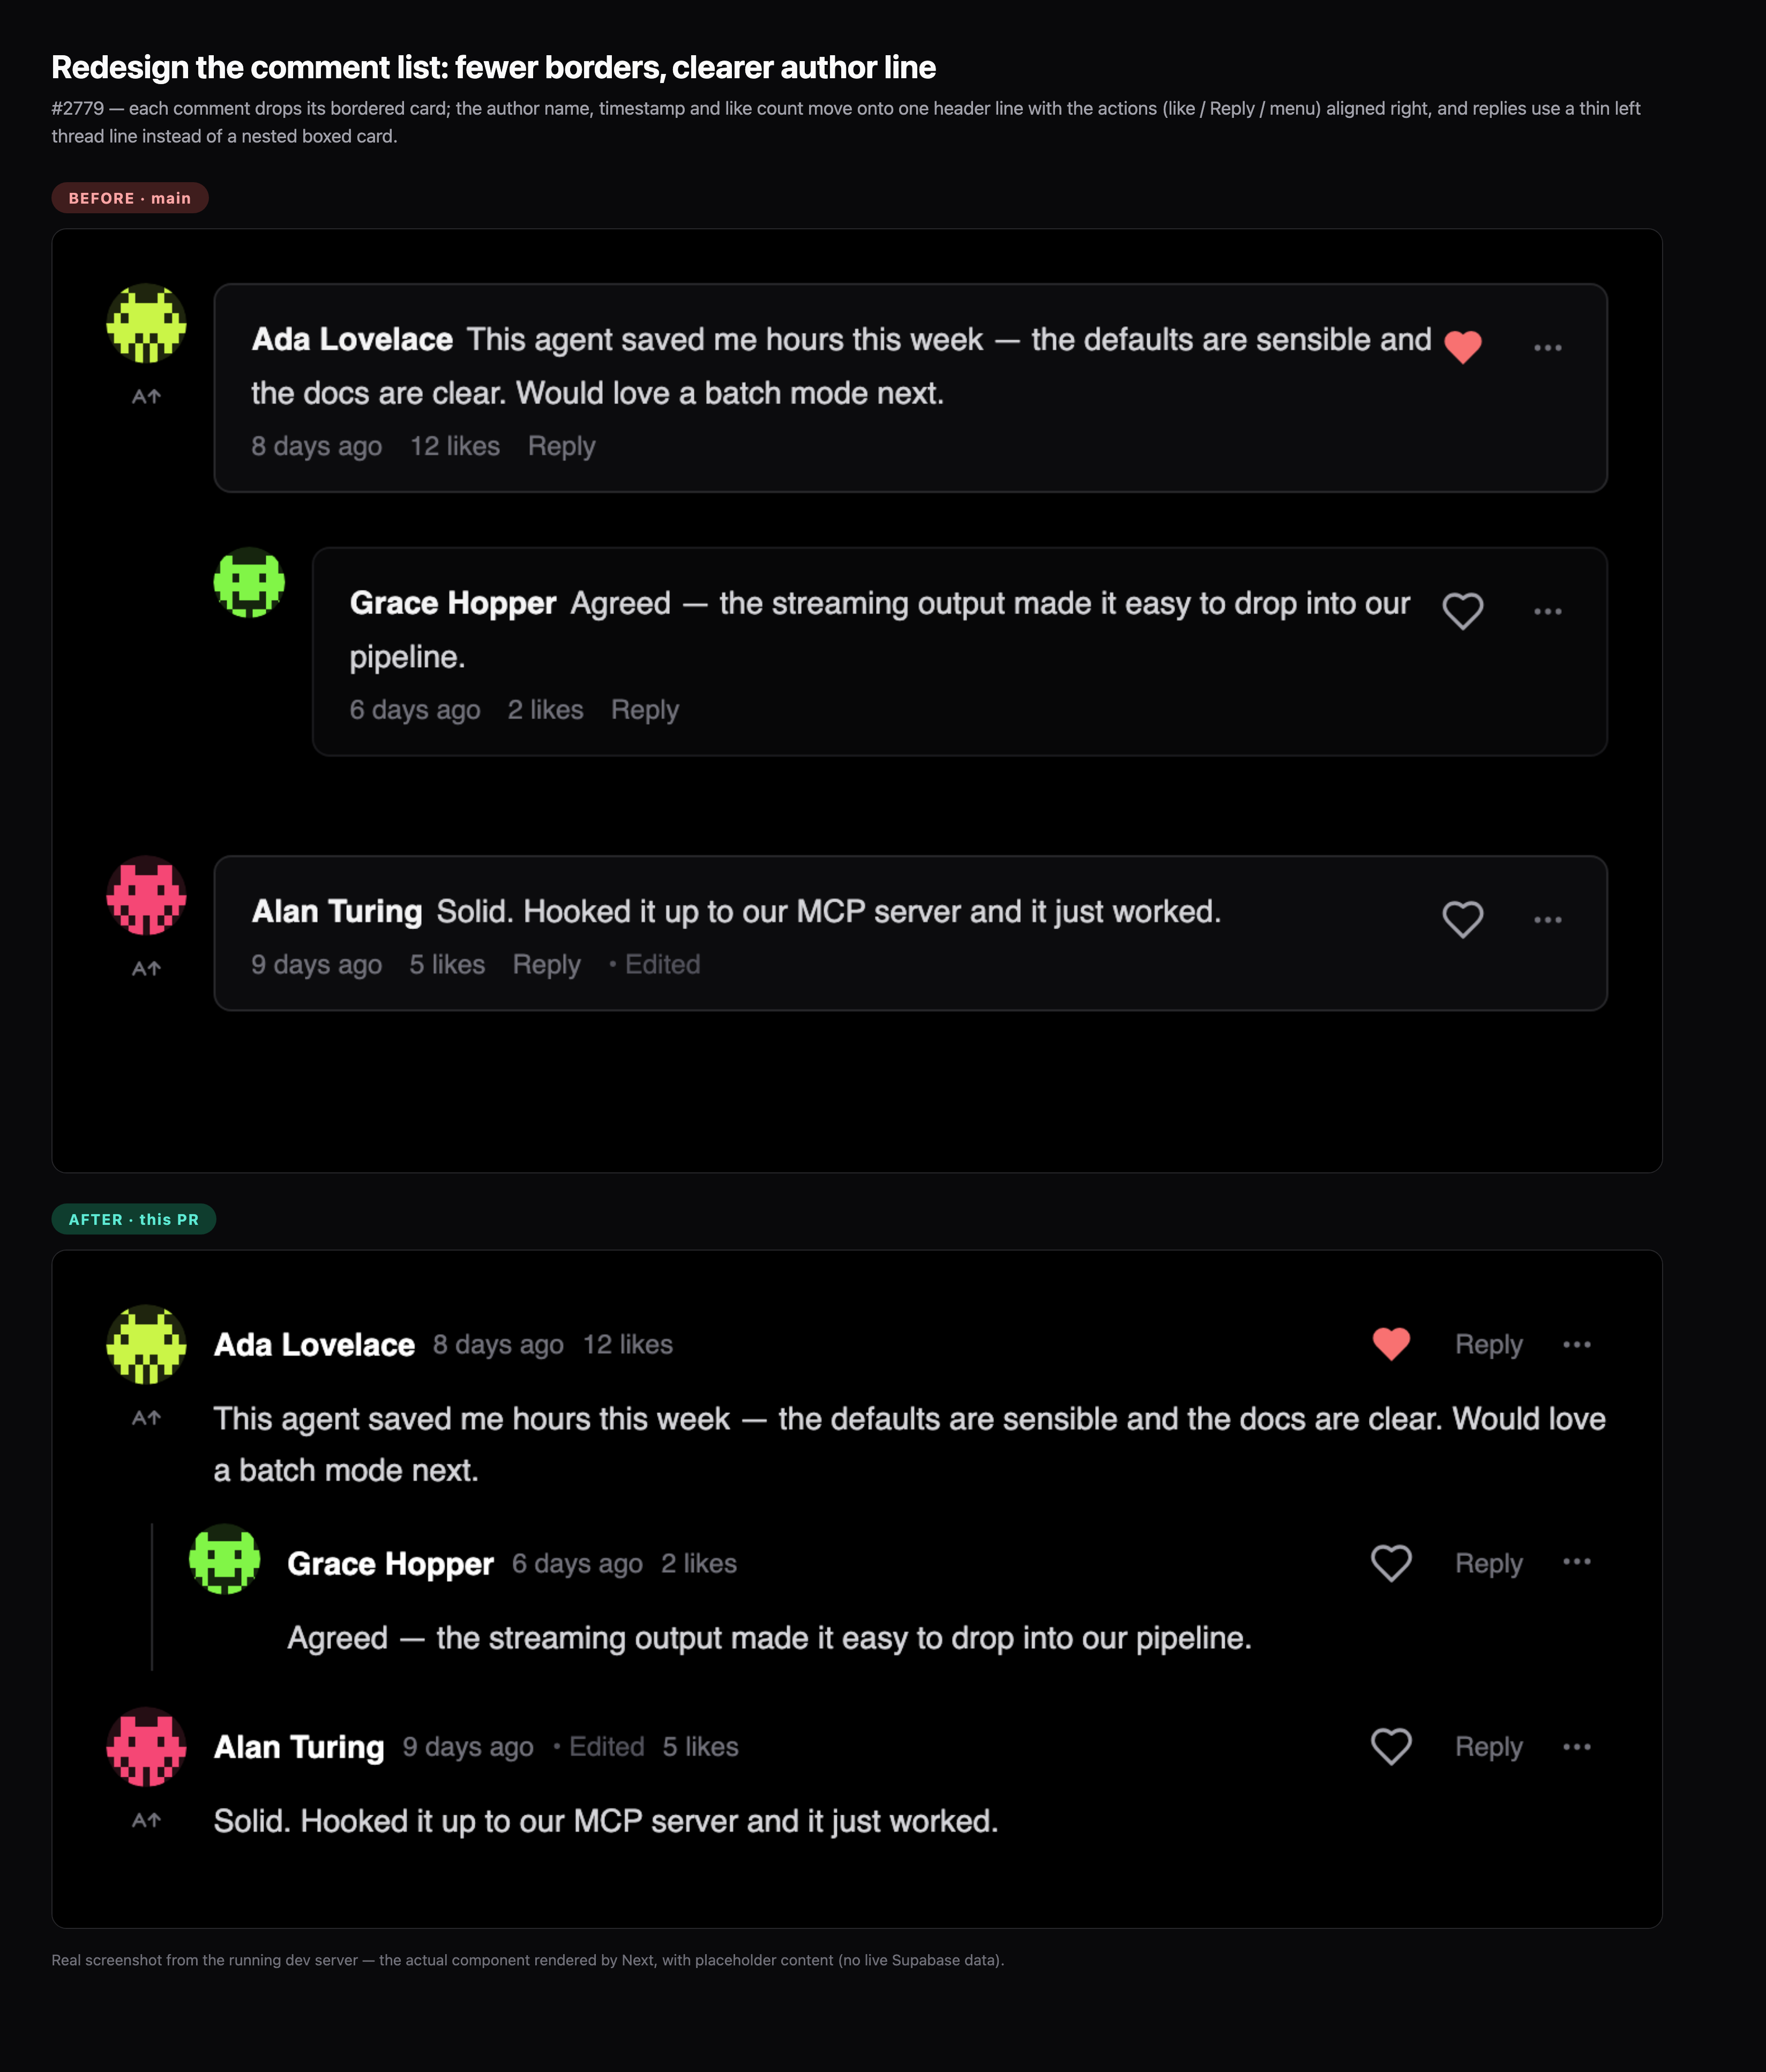 Redesign the comment list: fewer borders, clearer author line
#2779 — each comment drops its bordered card; the author name, timestamp and like count move onto one header line with the actions (like / Reply / menu) aligned right, and replies use a thin left
thread line instead of a nested boxed card.
BEFORE · main
Ada Lovelace This agent saved me hours this week — the defaults are sensible and
the docs are clear. Would love a batch mode next.
A↑
8 days ago 12 likes Reply
Grace Hopper Agreed — the streaming output made it easy to drop into our
pipeline.
6 days ago 2 likes Reply
Alan Turing Solid. Hooked it up to our MCP server and it just worked.
A↑
9 days ago 5 likes Reply • Edited
AFTER · this PR
Ada Lovelace 8 days ago 12 likes Reply
A↑
This agent saved me hours this week — the defaults are sensible and the docs are clear. Would love
a batch mode next.
Grace Hopper 6 days ago 2 likes Reply
Agreed — the streaming output made it easy to drop into our pipeline.
Alan Turing 9 days ago • Edited 5 likes Reply
A↑
Solid. Hooked it up to our MCP server and it just worked.
Real screenshot from the running dev server — the actual component rendered by Next, with placeholder content (no live Supabase data).